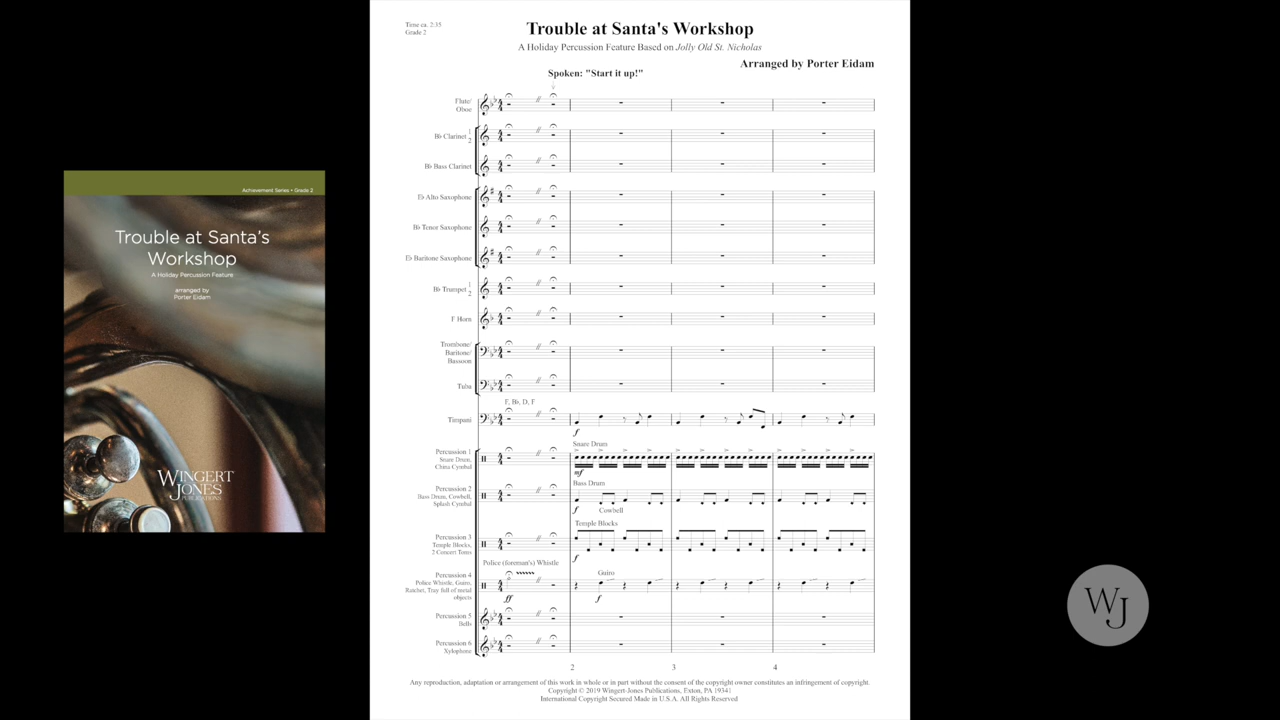 Achievement Series • Grade 2
Trouble at Santa's
Workshop
A Holiday Percussion Feature
arranged by
Porter Eidam
WINGERT
JONES
PUBLICATIONS
Time ca. 2:35
Grade 2
Trouble at Santa's Workshop
A Holiday Percussion Feature Based on Jolly Old St. Nicholas
Arranged by Porter Eidam
Spoken: "Start it up!"
Flute/
Oboe
B♭ Clarinet 1
2
B♭ Bass Clarinet
E♭ Alto Saxophone
B♭ Tenor Saxophone
E♭ Baritone Saxophone
B♭ Trumpet 1
2
F Horn
Trombone/
Baritone/
Bassoon
Tuba
F, B♭, D, F
Timpani
f
Snare Drum
Percussion 1
Snare Drum,
China Cymbal
mf
Bass Drum
Percussion 2
Bass Drum, Cowbell,
Splash Cymbal
f
Cowbell
Temple Blocks
Percussion 3
Temple Blocks,
2 Concert Toms
f
Police (foreman's) Whistle
Guiro
Percussion 4
Police Whistle, Guiro,
Ratchet, Tray full of metal
objects
ff
f
Percussion 5
Bells
Percussion 6
Xylophone
2
3
4
Any reproduction, adaptation or arrangement of this work in whole or in part without the consent of the copyright owner constitutes an infringement of copyright.
Copyright © 2019 Wingert-Jones Publications, Exton, PA 19341
International Copyright Secured Made in U.S.A. All Rights Reserved
WJ